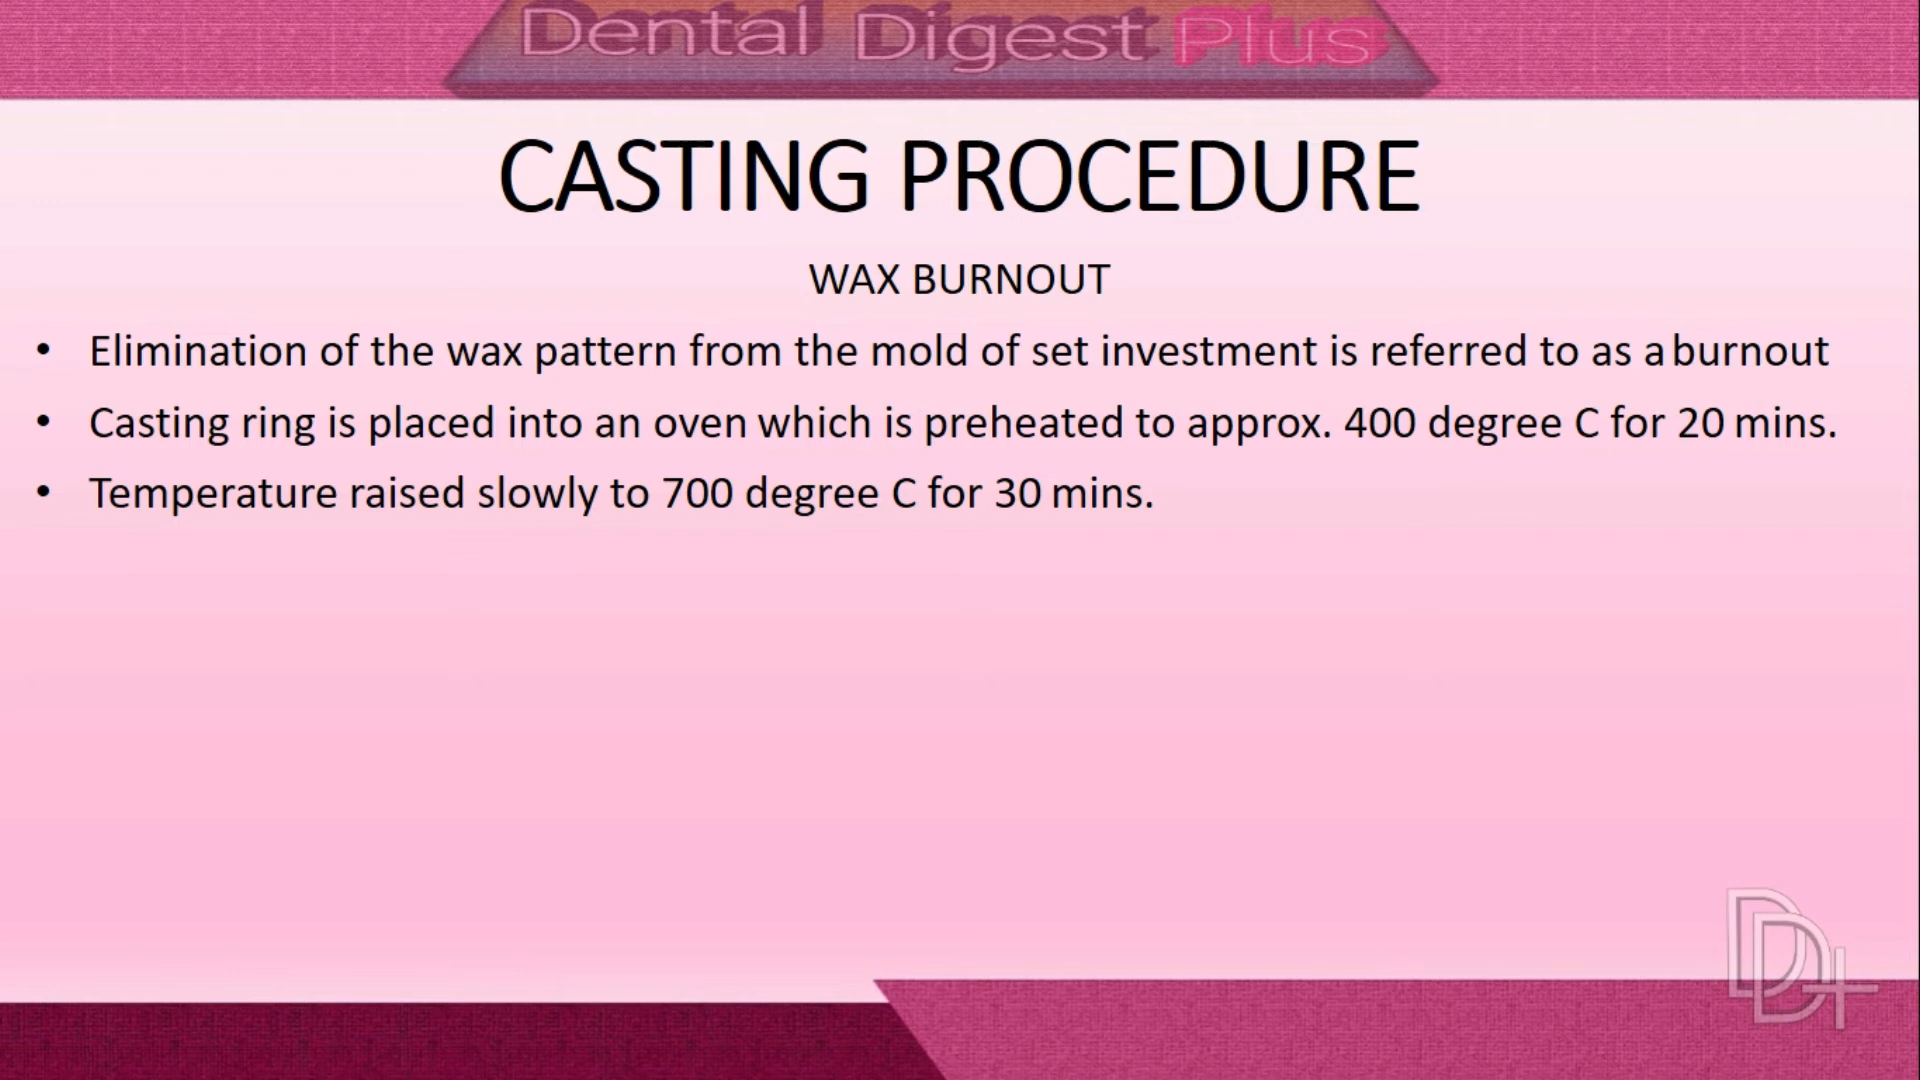 Dental Digest Plus
CASTING PROCEDURE
WAX BURNOUT
• Elimination of the wax pattern from the mold of set investment is referred to as a burnout
• Casting ring is placed into an oven which is preheated to approx. 400 degree C for 20 mins.
• Temperature raised slowly to 700 degree C for 30 mins.
DD+